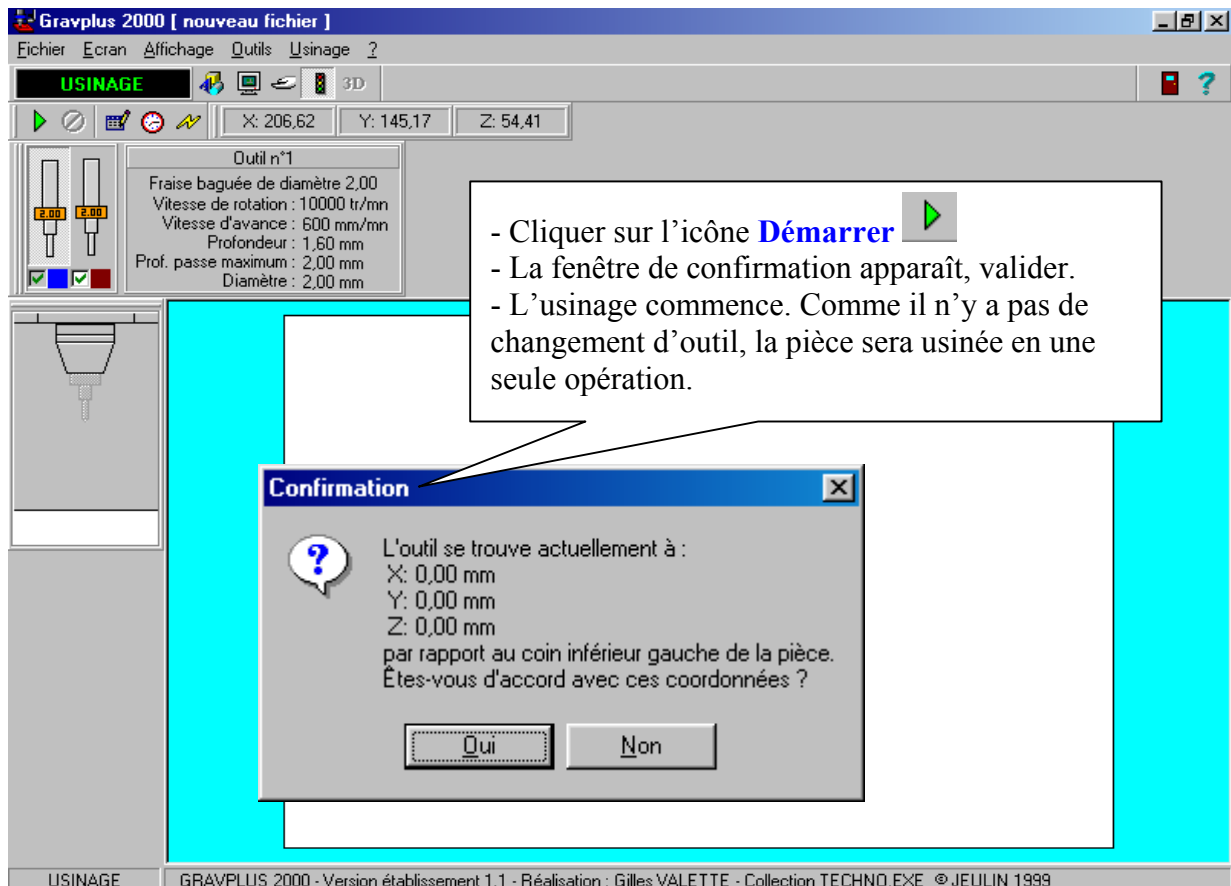 Gravplus 2000 [ nouveau fichier ]
Fichier Ecran Affichage Outils Usinage ?
USINAGE 3D ?
X: 206,62 Y: 145,17 Z: 54,41
Outil n°1
Fraise baguée de diamètre 2,00
Vitesse de rotation : 10000 tr/mn
Vitesse d'avance : 600 mm/mn
Profondeur : 1,60 mm
Prof. passe maximum : 2,00 mm
Diamètre : 2,00 mm
2.00 2.00
- Cliquer sur l’icône Démarrer
- La fenêtre de confirmation apparaît, valider.
- L’usinage commence. Comme il n’y a pas de
changement d’outil, la pièce sera usinée en une
seule opération.
Confirmation
?
L'outil se trouve actuellement à :
X: 0,00 mm
Y: 0,00 mm
Z: 0,00 mm
par rapport au coin inférieur gauche de la pièce.
Êtes-vous d'accord avec ces coordonnées ?
Oui Non
USINAGE GRAVPLUS 2000 - Version établissement 1.1 - Réalisation : Gilles VALETTE - Collection TECHNO.EXE © JEULIN 1999